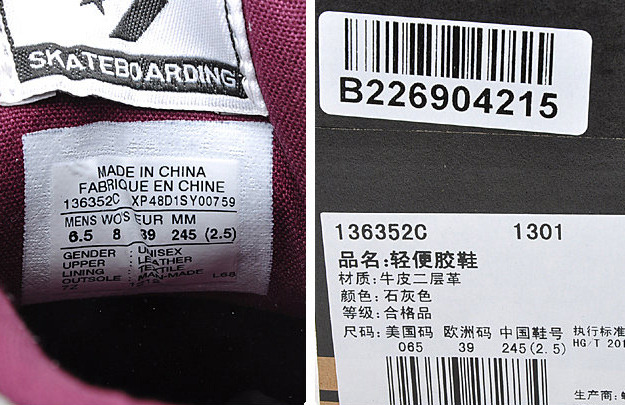 SKATEBOARDING
MADE IN CHINA
FABRIQUE EN CHINE
136352C XP48D1SY00759
MENS WO'S EUR MM
6.5 8 39 245 (2.5)
GENDER : UNISEX
UPPER : LEATHER
LINING : TEXTILE
OUTSOLE : MAN-MADE L68
B226904215
136352C 1301
品名:轻便胶鞋
材质:牛皮二层革
颜色:石灰色
等级:合格品
尺码: 美国码 欧洲码 中国鞋号 执行标准
065 39 245(2.5) HG/T 201
生产商: